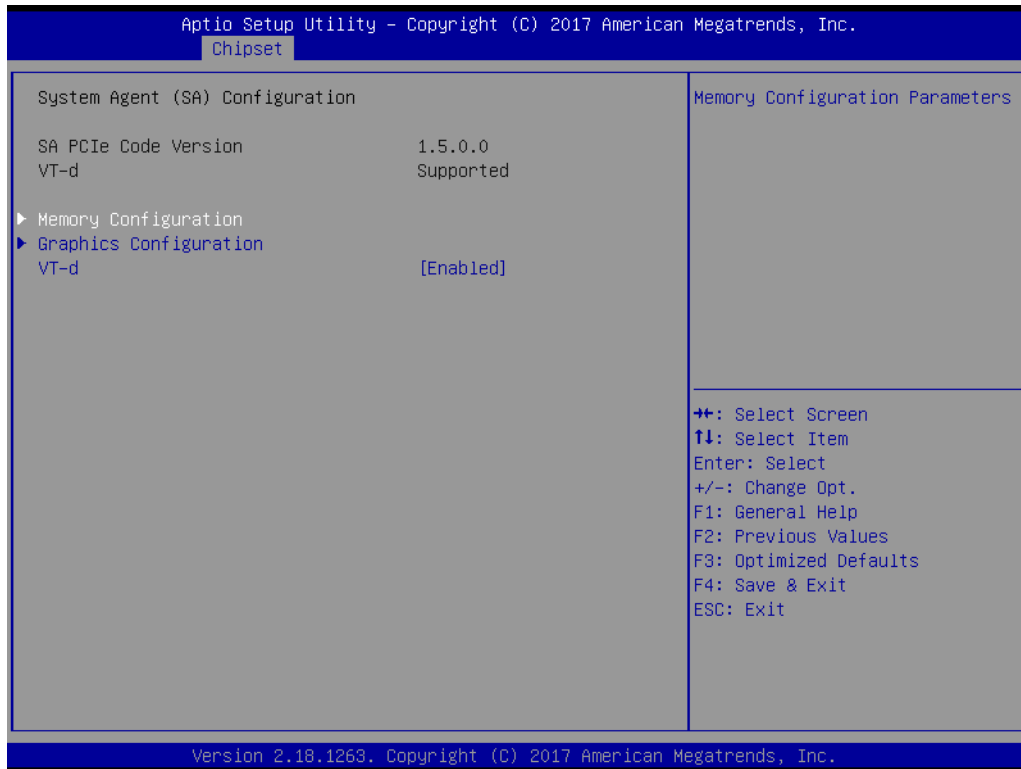 Aptio Setup Utility – Copyright (C) 2017 American Megatrends, Inc.
Chipset
System Agent (SA) Configuration
SA PCIe Code Version 1.5.0.0
VT-d Supported
Memory Configuration
Graphics Configuration
VT-d [Enabled]
Memory Configuration Parameters
→←: Select Screen
↑↓: Select Item
Enter: Select
+/-: Change Opt.
F1: General Help
F2: Previous Values
F3: Optimized Defaults
F4: Save & Exit
ESC: Exit
Version 2.18.1263. Copyright (C) 2017 American Megatrends, Inc.